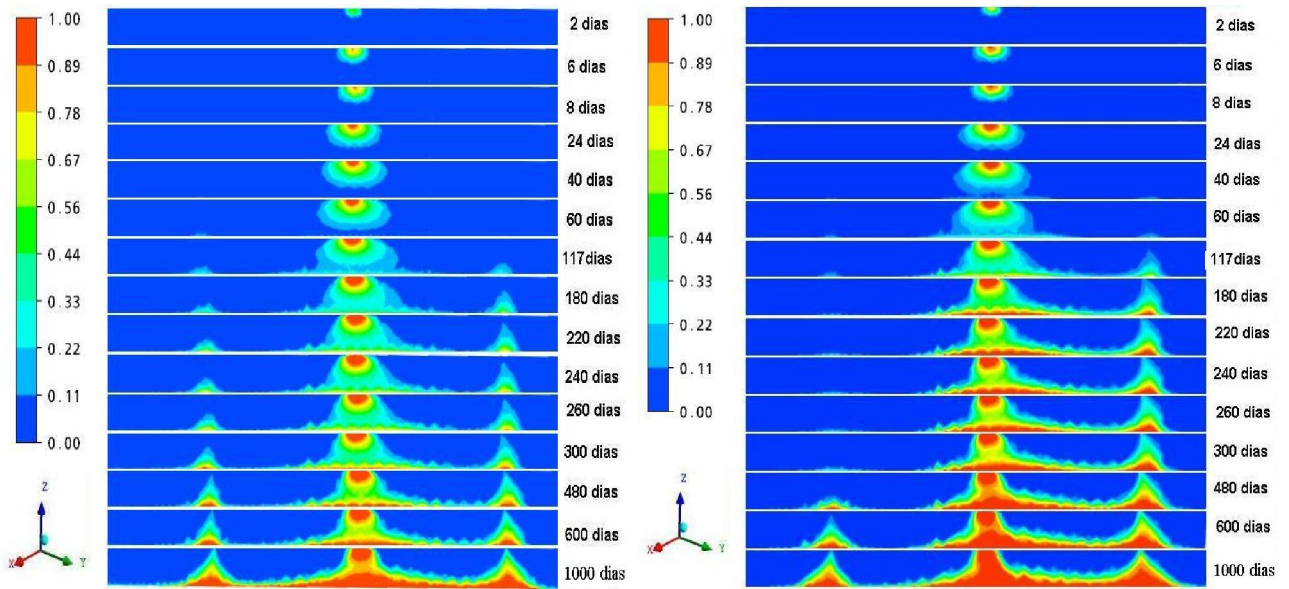 1.00
0.89
0.78
0.67
0.56
0.44
0.33
0.22
0.11
0.00
Z
X
Y
2 dias
6 dias
8 dias
24 dias
40 dias
60 dias
117dias
180 dias
220 dias
240 dias
260 dias
300 dias
480 dias
600 dias
1000 dias
1.00
0.89
0.78
0.67
0.56
0.44
0.33
0.22
0.11
0.00
Z
X
Y
2 dias
6 dias
8 dias
24 dias
40 dias
60 dias
117dias
180 dias
220 dias
240 dias
260 dias
300 dias
480 dias
600 dias
1000 dias